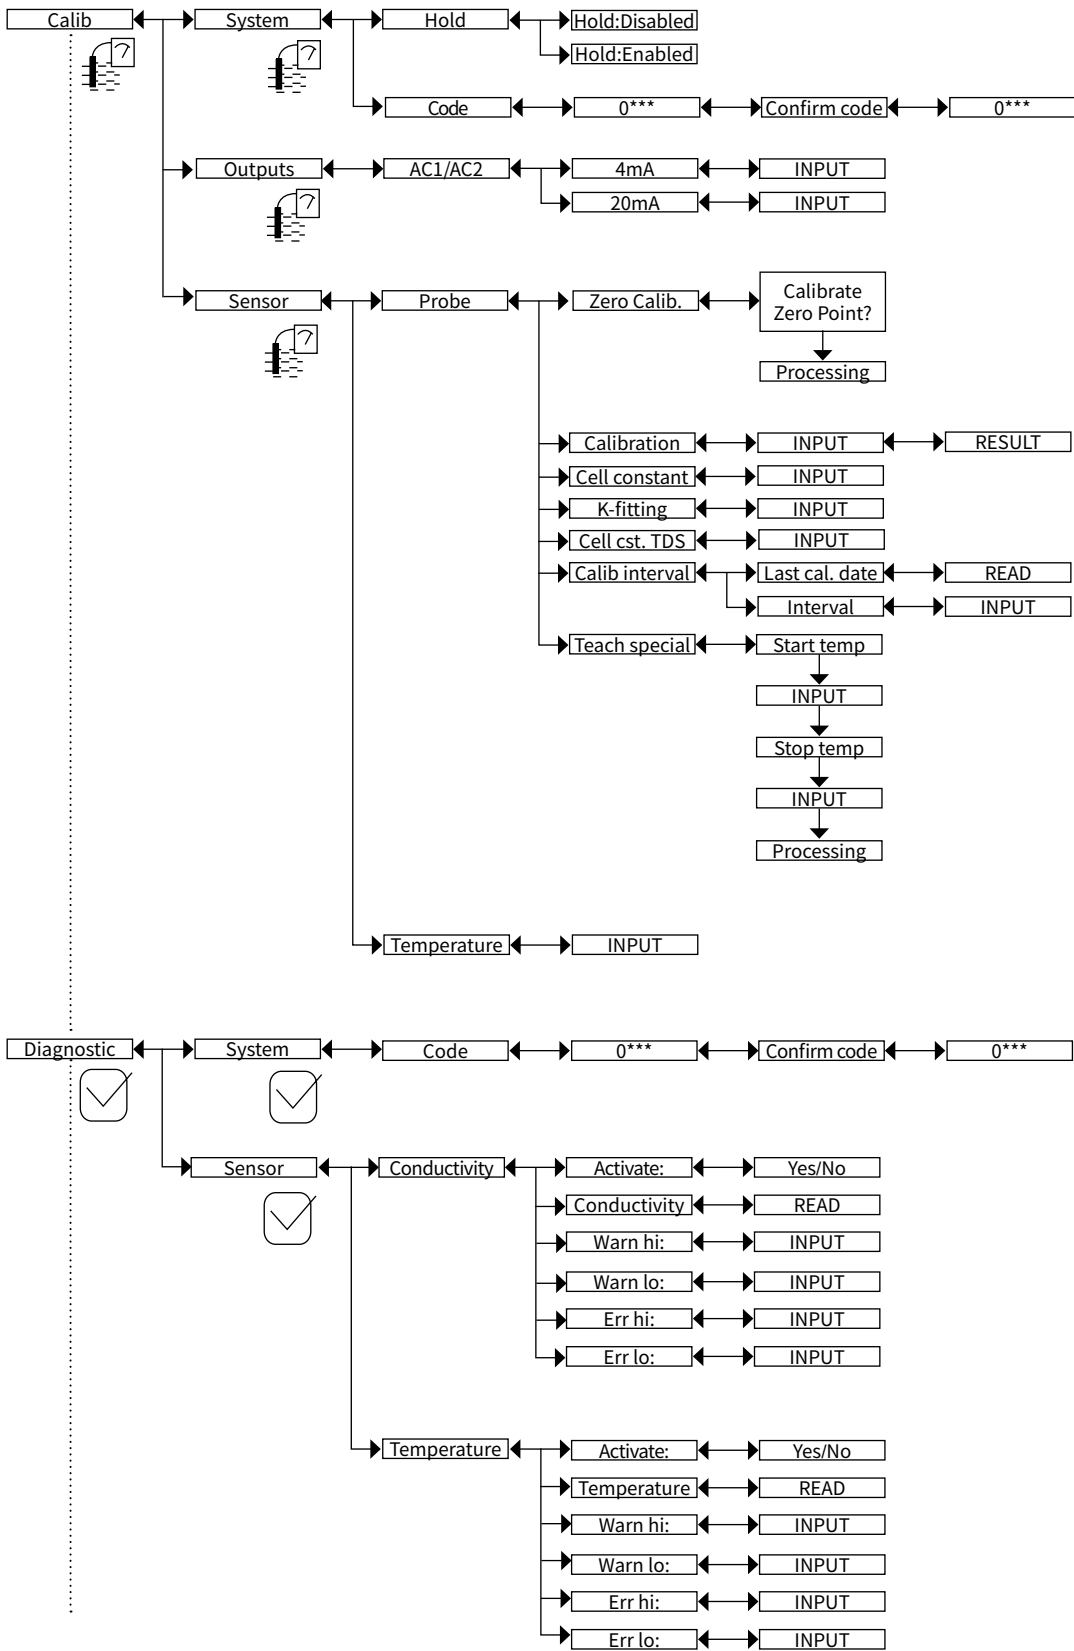 Calib
System
Hold
Hold:Disabled
Hold:Enabled
Code
0***
Confirm code
0***
Outputs
AC1/AC2
4mA
INPUT
20mA
INPUT
Sensor
Probe
Zero Calib.
Calibrate
Zero Point?
Processing
Calibration
INPUT
RESULT
Cell constant
INPUT
K-fitting
INPUT
Cell cst. TDS
INPUT
Calib interval
Last cal. date
READ
Interval
INPUT
Teach special
Start temp
INPUT
Stop temp
INPUT
Processing
Temperature
INPUT
Diagnostic
System
Code
0***
Confirm code
0***
Sensor
Conductivity
Activate:
Yes/No
Conductivity
READ
Warn hi:
INPUT
Warn lo:
INPUT
Err hi:
INPUT
Err lo:
INPUT
Temperature
Activate:
Yes/No
Temperature
READ
Warn hi:
INPUT
Warn lo:
INPUT
Err hi:
INPUT
Err lo:
INPUT